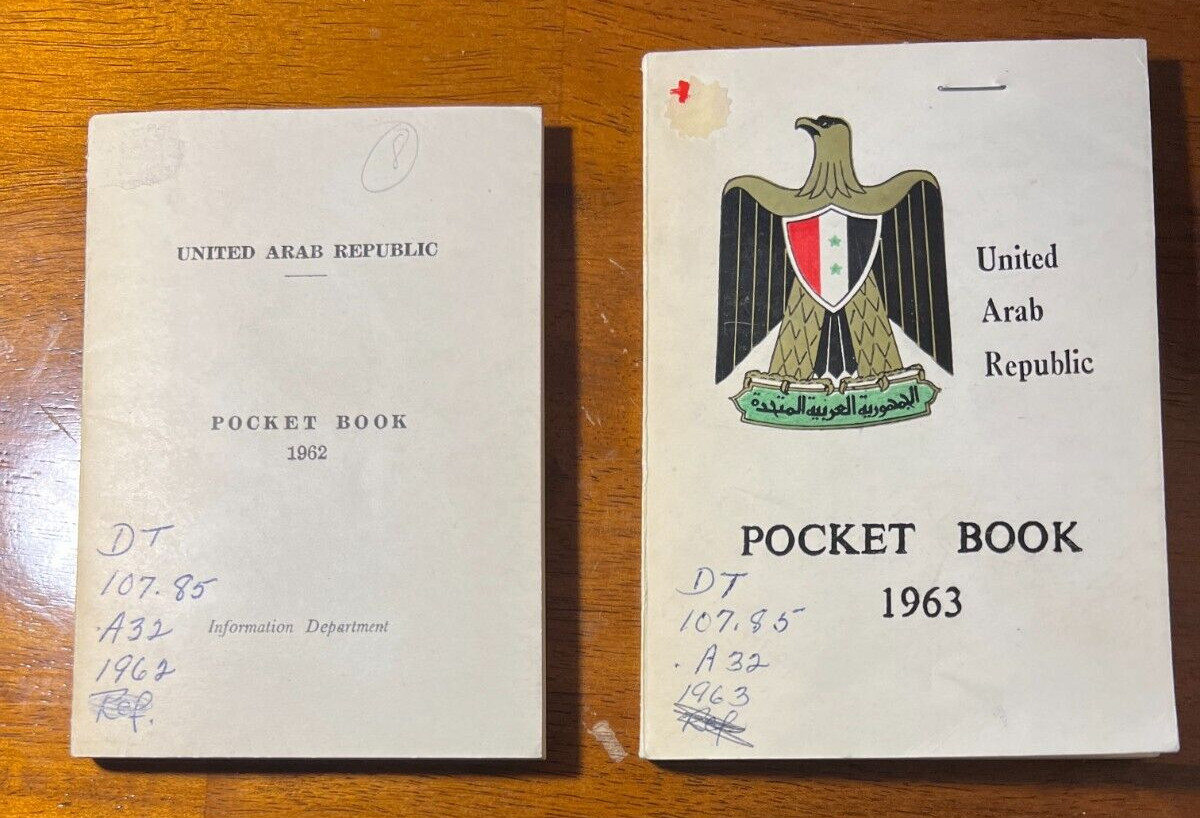 8
UNITED ARAB REPUBLIC
POCKET BOOK
1962
DT
107.85
.A32
Information Department
1962
Ref.
United
Arab
Republic
الجمهورية العربية المتحدة
POCKET BOOK
1963
DT
107.85
.A32
1963
Ref